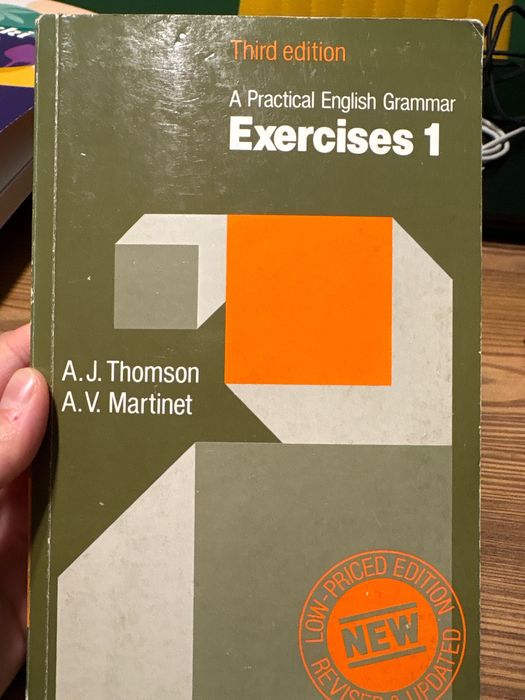 Third edition
A Practical English Grammar
Exercises 1
A.J. Thomson
A.V. Martinet
LOW-PRICED EDITION
NEW
REVISED & UPDATED